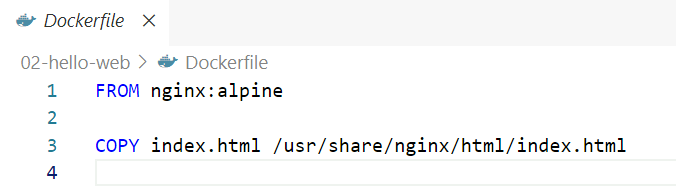 Dockerfile ×
02-hello-web > Dockerfile
1 FROM nginx:alpine
2
3 COPY index.html /usr/share/nginx/html/index.html
4